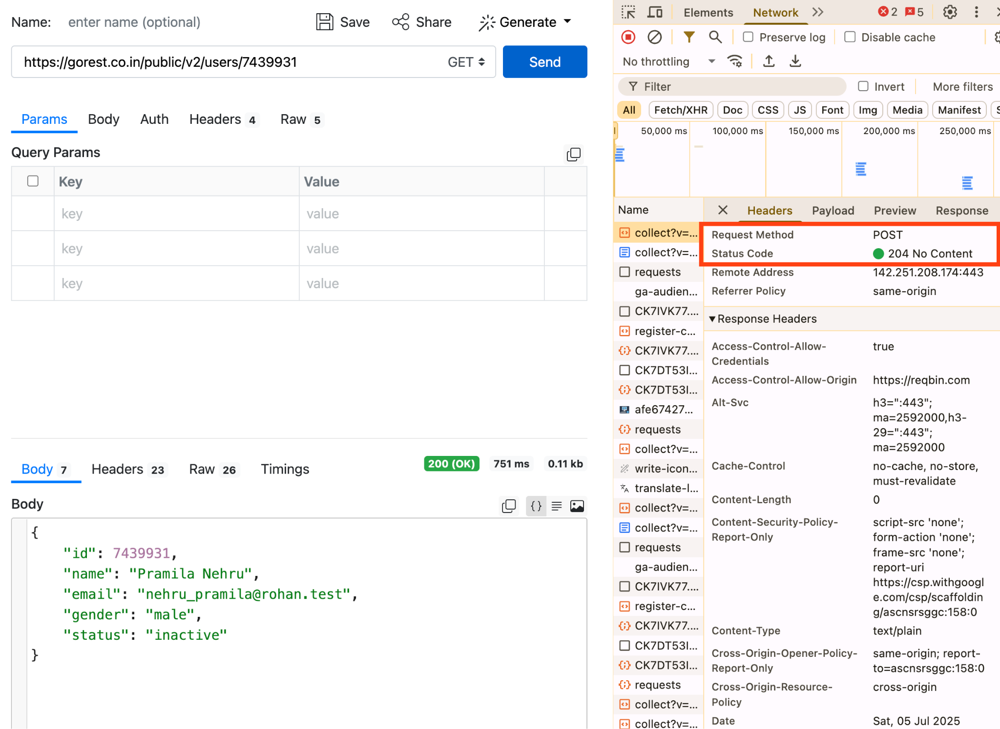 Name: enter name (optional) Save Share Generate
https://gorest.co.in/public/v2/users/7439931 GET Send
Params Body Auth Headers 4 Raw 5
Query Params
Key Value
key value
key value
key value
Body 7 Headers 23 Raw 26 Timings 200 (OK) 751 ms 0.11 kb
Body
{
"id": 7439931,
"name": "Pramila Nehru",
"email": "nehru_pramila@rohan.test",
"gender": "male",
"status": "inactive"
}
Elements Network 2 5
Preserve log Disable cache
No throttling
Filter Invert More filters
All Fetch/XHR Doc CSS JS Font Img Media Manifest
50,000 ms 100,000 ms 150,000 ms 200,000 ms 250,000 ms
Name
collect?v=...
collect?v=...
requests
ga-audien...
CK7IVK77....
register-c...
CK7IVK77....
CK7DT53I...
CK7DT53I...
afe67427...
requests
collect?v=...
write-icon...
translate-l...
collect?v=...
collect?v=...
requests
ga-audien...
CK7IVK77....
register-c...
CK7IVK77....
CK7DT53I...
CK7DT53I...
requests
collect?v=...
collect?v=...
Headers Payload Preview Response
Request Method POST
Status Code 204 No Content
Remote Address 142.251.208.174:443
Referrer Policy same-origin
Response Headers
Access-Control-Allow- true
Credentials
Access-Control-Allow-Origin https://reqbin.com
Alt-Svc h3=":443";
ma=2592000,h3-
29=":443";
ma=2592000
Cache-Control no-cache, no-store,
must-revalidate
Content-Length 0
Content-Security-Policy- script-src 'none';
Report-Only form-action 'none';
frame-src 'none';
report-uri
https://csp.withgoogl
e.com/csp/scaffoldin
g/ascnsrsggc:158:0
Content-Type text/plain
Cross-Origin-Opener-Policy- same-origin; report-
Report-Only to=ascnsrsggc:158:0
Cross-Origin-Resource- cross-origin
Policy
Date Sat, 05 Jul 2025